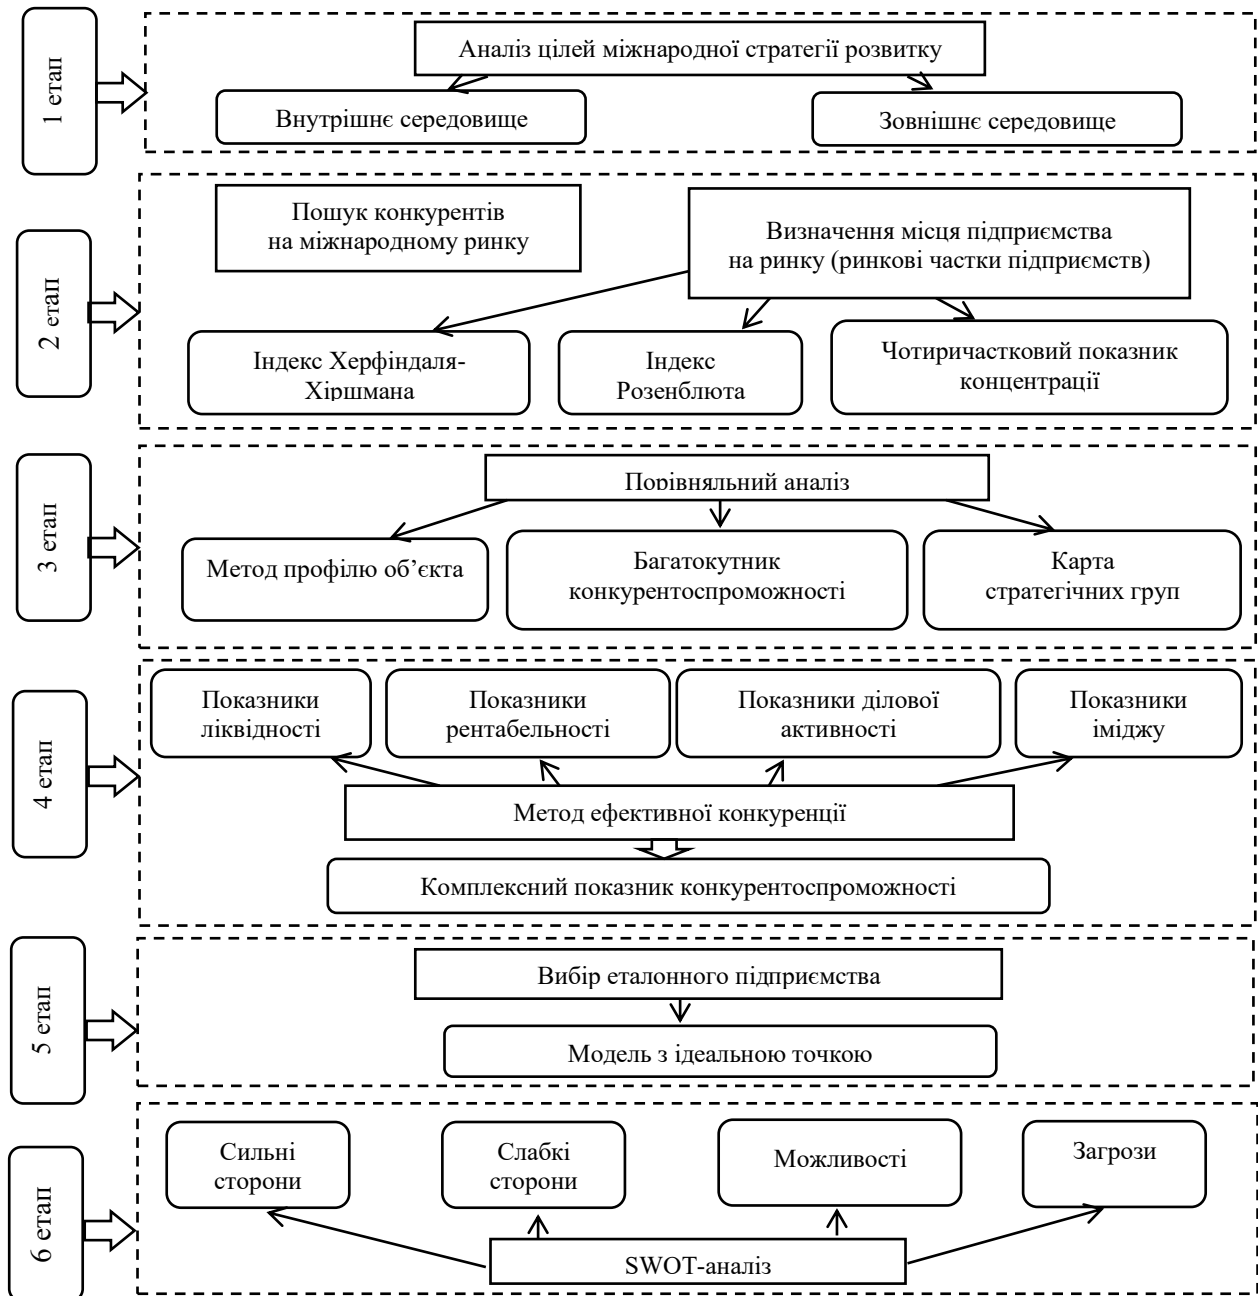 1 етап
Аналіз цілей міжнародної стратегії розвитку
Внутрішнє середовище
Зовнішнє середовище
2 етап
Пошук конкурентів
на міжнародному ринку
Визначення місця підприємства
на ринку (ринкові частки підприємств)
Індекс Херфіндаля-
Хіршмана
Індекс
Розенблюта
Чотиричастковий показник
концентрації
3 етап
Порівняльний аналіз
Метод профілю об’єкта
Багатокутник
конкурентоспроможності
Карта
стратегічних груп
4 етап
Показники
ліквідності
Показники
рентабельності
Показники ділової
активності
Показники
іміджу
Метод ефективної конкуренції
Комплексний показник конкурентоспроможності
5 етап
Вибір еталонного підприємства
Модель з ідеальною точкою
6 етап
Сильні
сторони
Слабкі
сторони
Можливості
Загрози
SWOT-аналіз